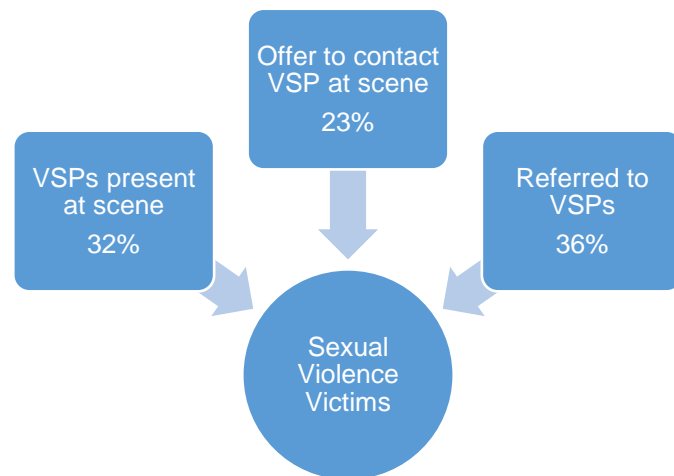 Offer to contact
VSP at scene
23%
VSPs present
at scene
32%
Referred to
VSPs
36%
Sexual
Violence
Victims